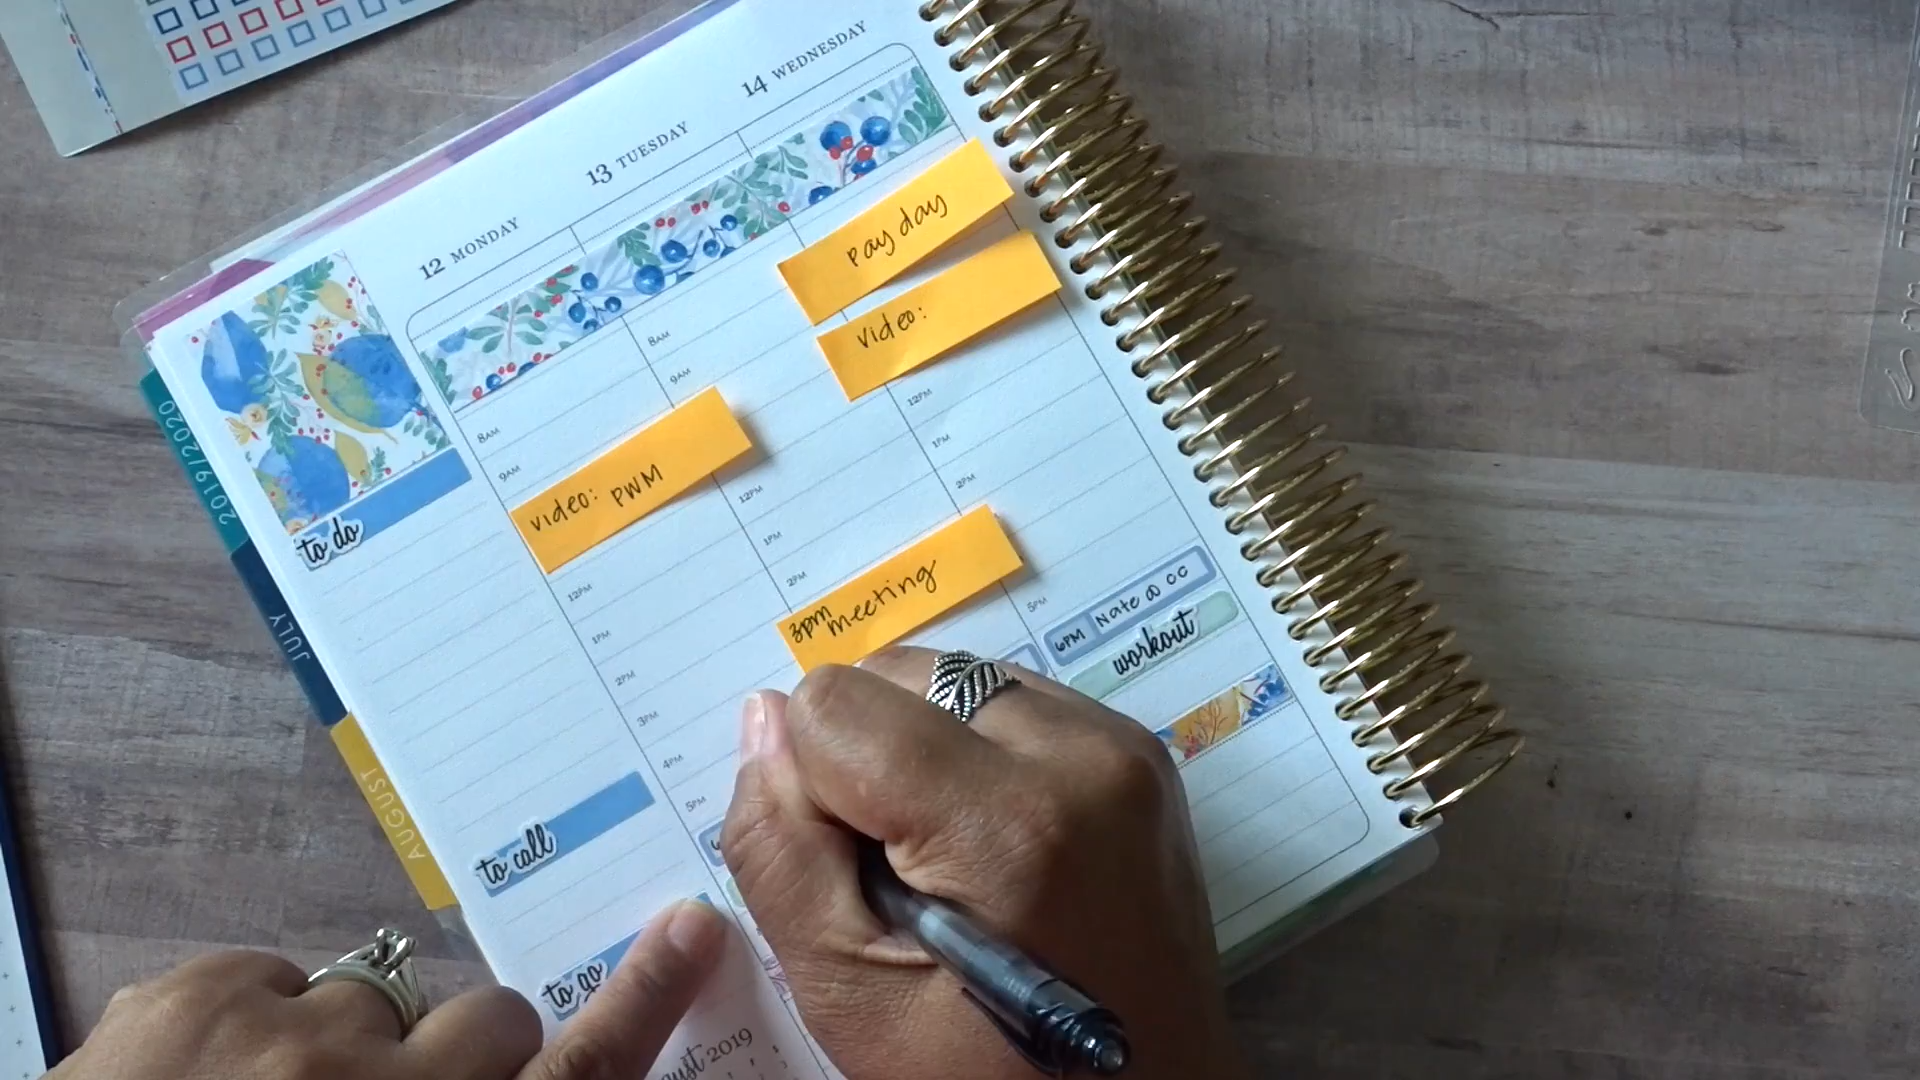 12 MONDAY
13 TUESDAY
14 WEDNESDAY
pay day
video:
8AM
9AM
video: PWM
12PM
1PM
2PM
3PM
4PM
5PM
8AM
9AM
12PM
1PM
2PM
3pm meeting
12PM
1PM
2PM
5PM
6PM Nate @ CC
workout
to do
to call
to go
2019/2020
JULY
AUGUST
2019